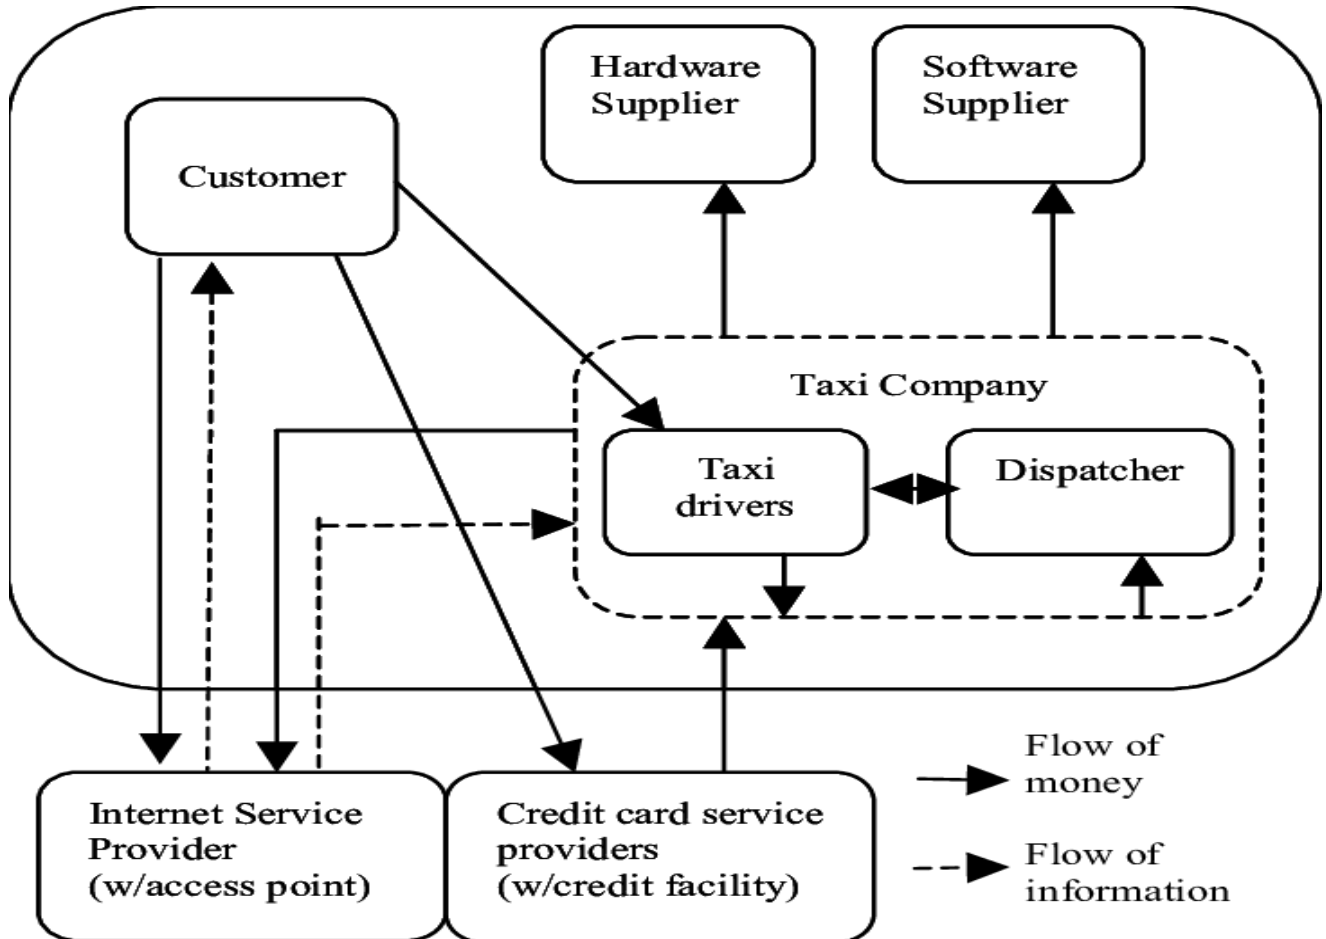 Hardware
Supplier
Software
Supplier
Customer
Taxi Company
Taxi
drivers
Dispatcher
Internet Service
Provider
(w/access point)
Credit card service
providers
(w/credit facility)
Flow of
money
Flow of
information